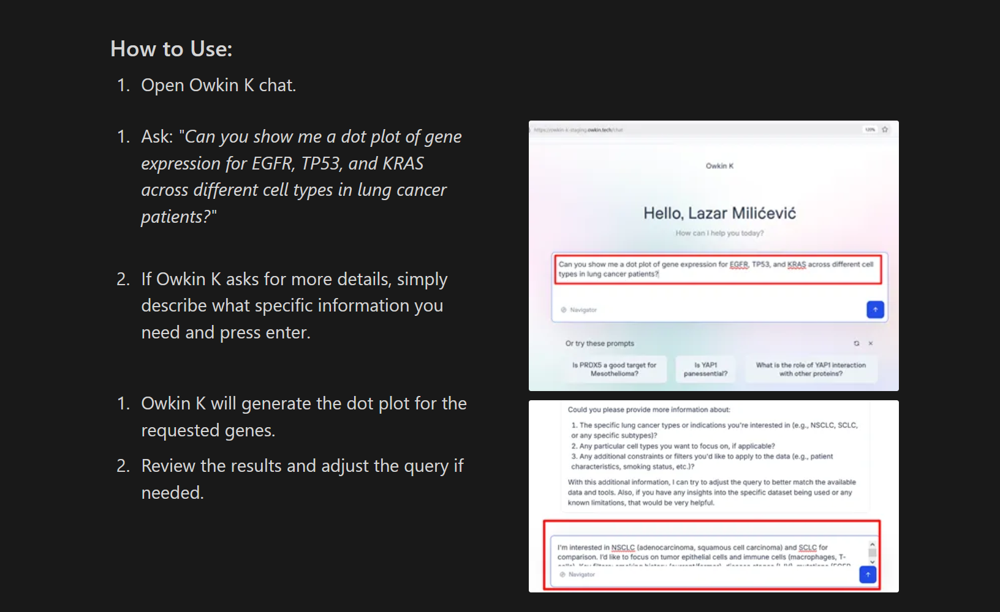 How to Use:
1. Open Owkin K chat.
1. Ask: "Can you show me a dot plot of gene
expression for EGFR, TP53, and KRAS
across different cell types in lung cancer
patients?"
2. If Owkin K asks for more details, simply
describe what specific information you
need and press enter.
1. Owkin K will generate the dot plot for the
requested genes.
2. Review the results and adjust the query if
needed.
https://owkin-k-staging.owkin.tech/chat
120%
Owkin K
Hello, Lazar Milićević
How can I help you today?
Can you show me a dot plot of gene expression for EGFR, TP53, and KRAS across different cell
types in lung cancer patients?
Navigator
Or try these prompts
Is PRDX5 a good target for
Mesothelioma?
Is YAP1
panessential?
What is the role of YAP1 interaction
with other proteins?
Could you please provide more information about:
1. The specific lung cancer types or indications you're interested in (e.g., NSCLC, SCLC,
or any specific subtypes)?
2. Any particular cell types you want to focus on, if applicable?
3. Any additional constraints or filters you'd like to apply to the data (e.g., patient
characteristics, smoking status, etc.)?
With this additional information, I can try to adjust the query to better match the available
data and tools. Also, if you have any insights into the specific dataset being used or any
known limitations, that would be very helpful.
I'm interested in NSCLC (adenocarcinoma, squamous cell carcinoma) and SCLC for
comparison. I'd like to focus on tumor epithelial cells and immune cells (macrophages, T-
Navigator